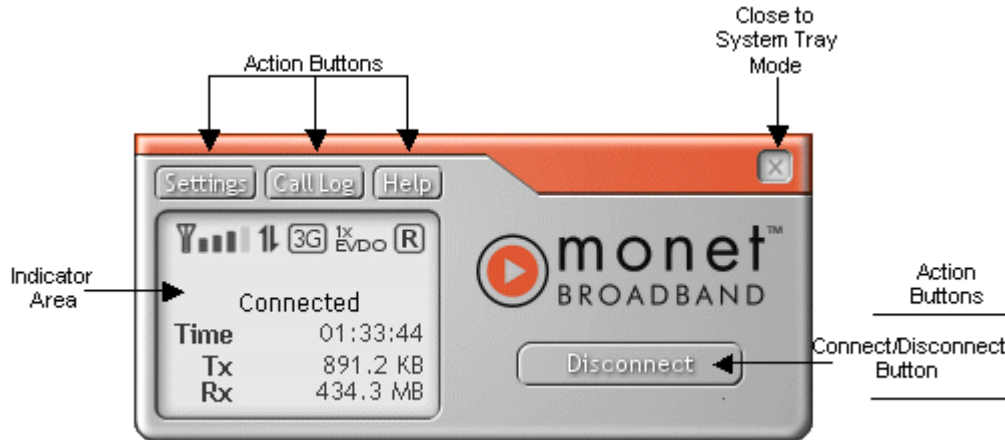 Close to
System Tray
Mode
Action Buttons
Settings
Call Log
Help
3G
1x
EVDO
R
monet™
BROADBAND
Indicator
Area
Connected
Time 01:33:44
Tx 891.2 KB
Rx 434.3 MB
Disconnect
Action
Buttons
Connect/Disconnect
Button